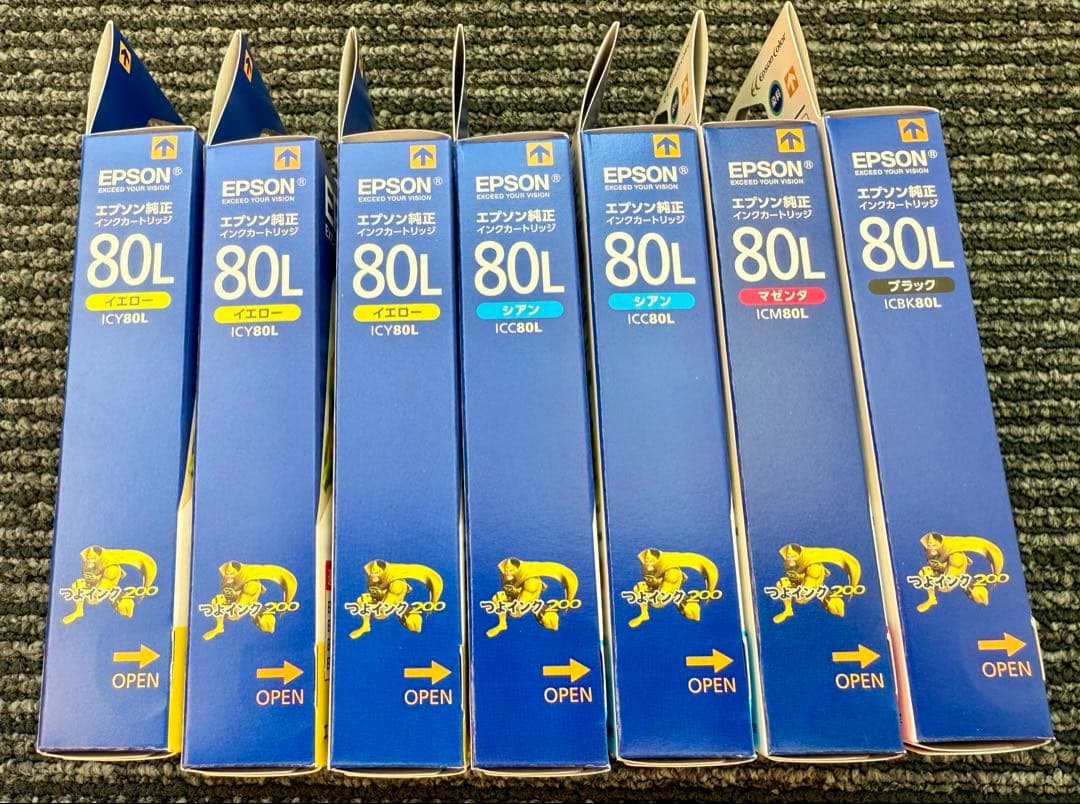 Epson Color
染料
EPSON®
EXCEED YOUR VISION
エプソン純正
インクカートリッジ
80L
イエロー
ICY80L
つよインク200
OPEN
EPSON®
EXCEED YOUR VISION
エプソン純正
インクカートリッジ
80L
イエロー
ICY80L
つよインク200
OPEN
EPSON®
EXCEED YOUR VISION
エプソン純正
インクカートリッジ
80L
イエロー
ICY80L
つよインク200
OPEN
EPSON®
EXCEED YOUR VISION
エプソン純正
インクカートリッジ
80L
シアン
ICC80L
つよインク200
OPEN
EPSON®
EXCEED YOUR VISION
エプソン純正
インクカートリッジ
80L
シアン
ICC80L
つよインク200
OPEN
EPSON®
EXCEED YOUR VISION
エプソン純正
インクカートリッジ
80L
マゼンタ
ICM80L
つよインク200
OPEN
EPSON®
EXCEED YOUR VISION
エプソン純正
インクカートリッジ
80L
ブラック
ICBK80L
つよインク200
OPEN